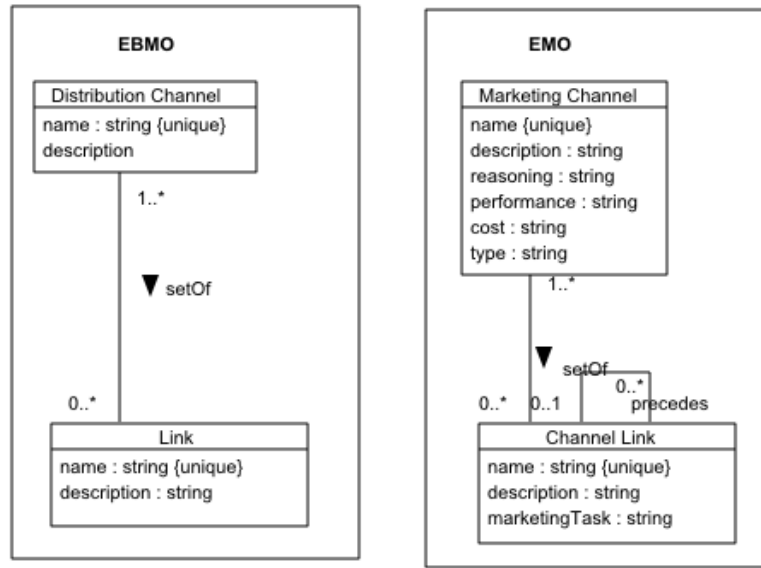 EBMO
Distribution Channel
name : string {unique}
description
1..*
setOf
0..*
Link
name : string {unique}
description : string
EMO
Marketing Channel
name {unique}
description : string
reasoning : string
performance : string
cost : string
type : string
1..*
setOf
0..*
0..*
0..1
precedes
Channel Link
name : string {unique}
description : string
marketingTask : string